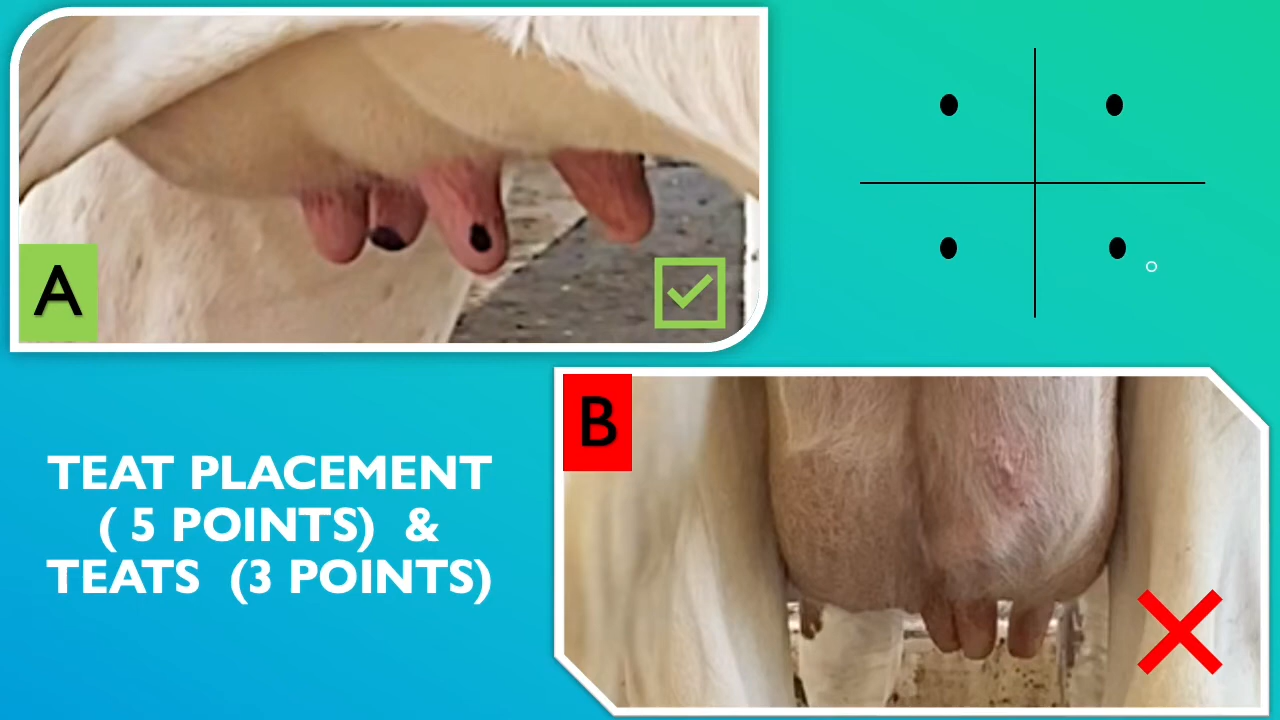 A
B
TEAT PLACEMENT
( 5 POINTS) &
TEATS (3 POINTS)